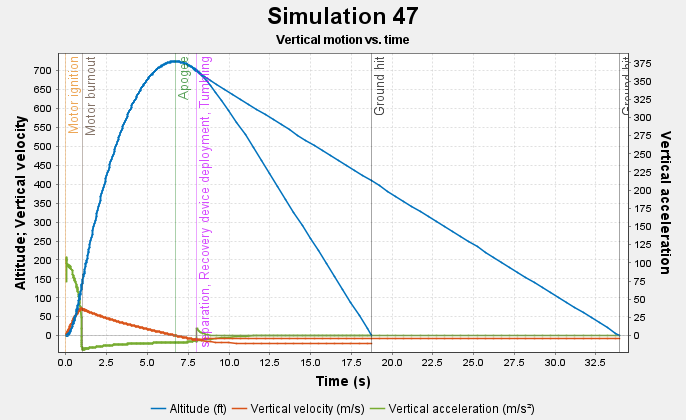 Simulation 47
Vertical motion vs. time
Motor ignition
Motor burnout
Apogee
separation, Recovery device deployment, Tumbling
Ground hit
Ground hit
Altitude; Vertical velocity
700
650
600
550
500
450
400
350
300
250
200
150
100
50
0
375
350
325
300
275
250
225
200
175
150
125
100
75
50
25
0
Vertical acceleration
0.0 2.5 5.0 7.5 10.0 12.5 15.0 17.5 20.0 22.5 25.0 27.5 30.0 32.5
Time (s)
Altitude (ft) Vertical velocity (m/s) Vertical acceleration (m/s²)